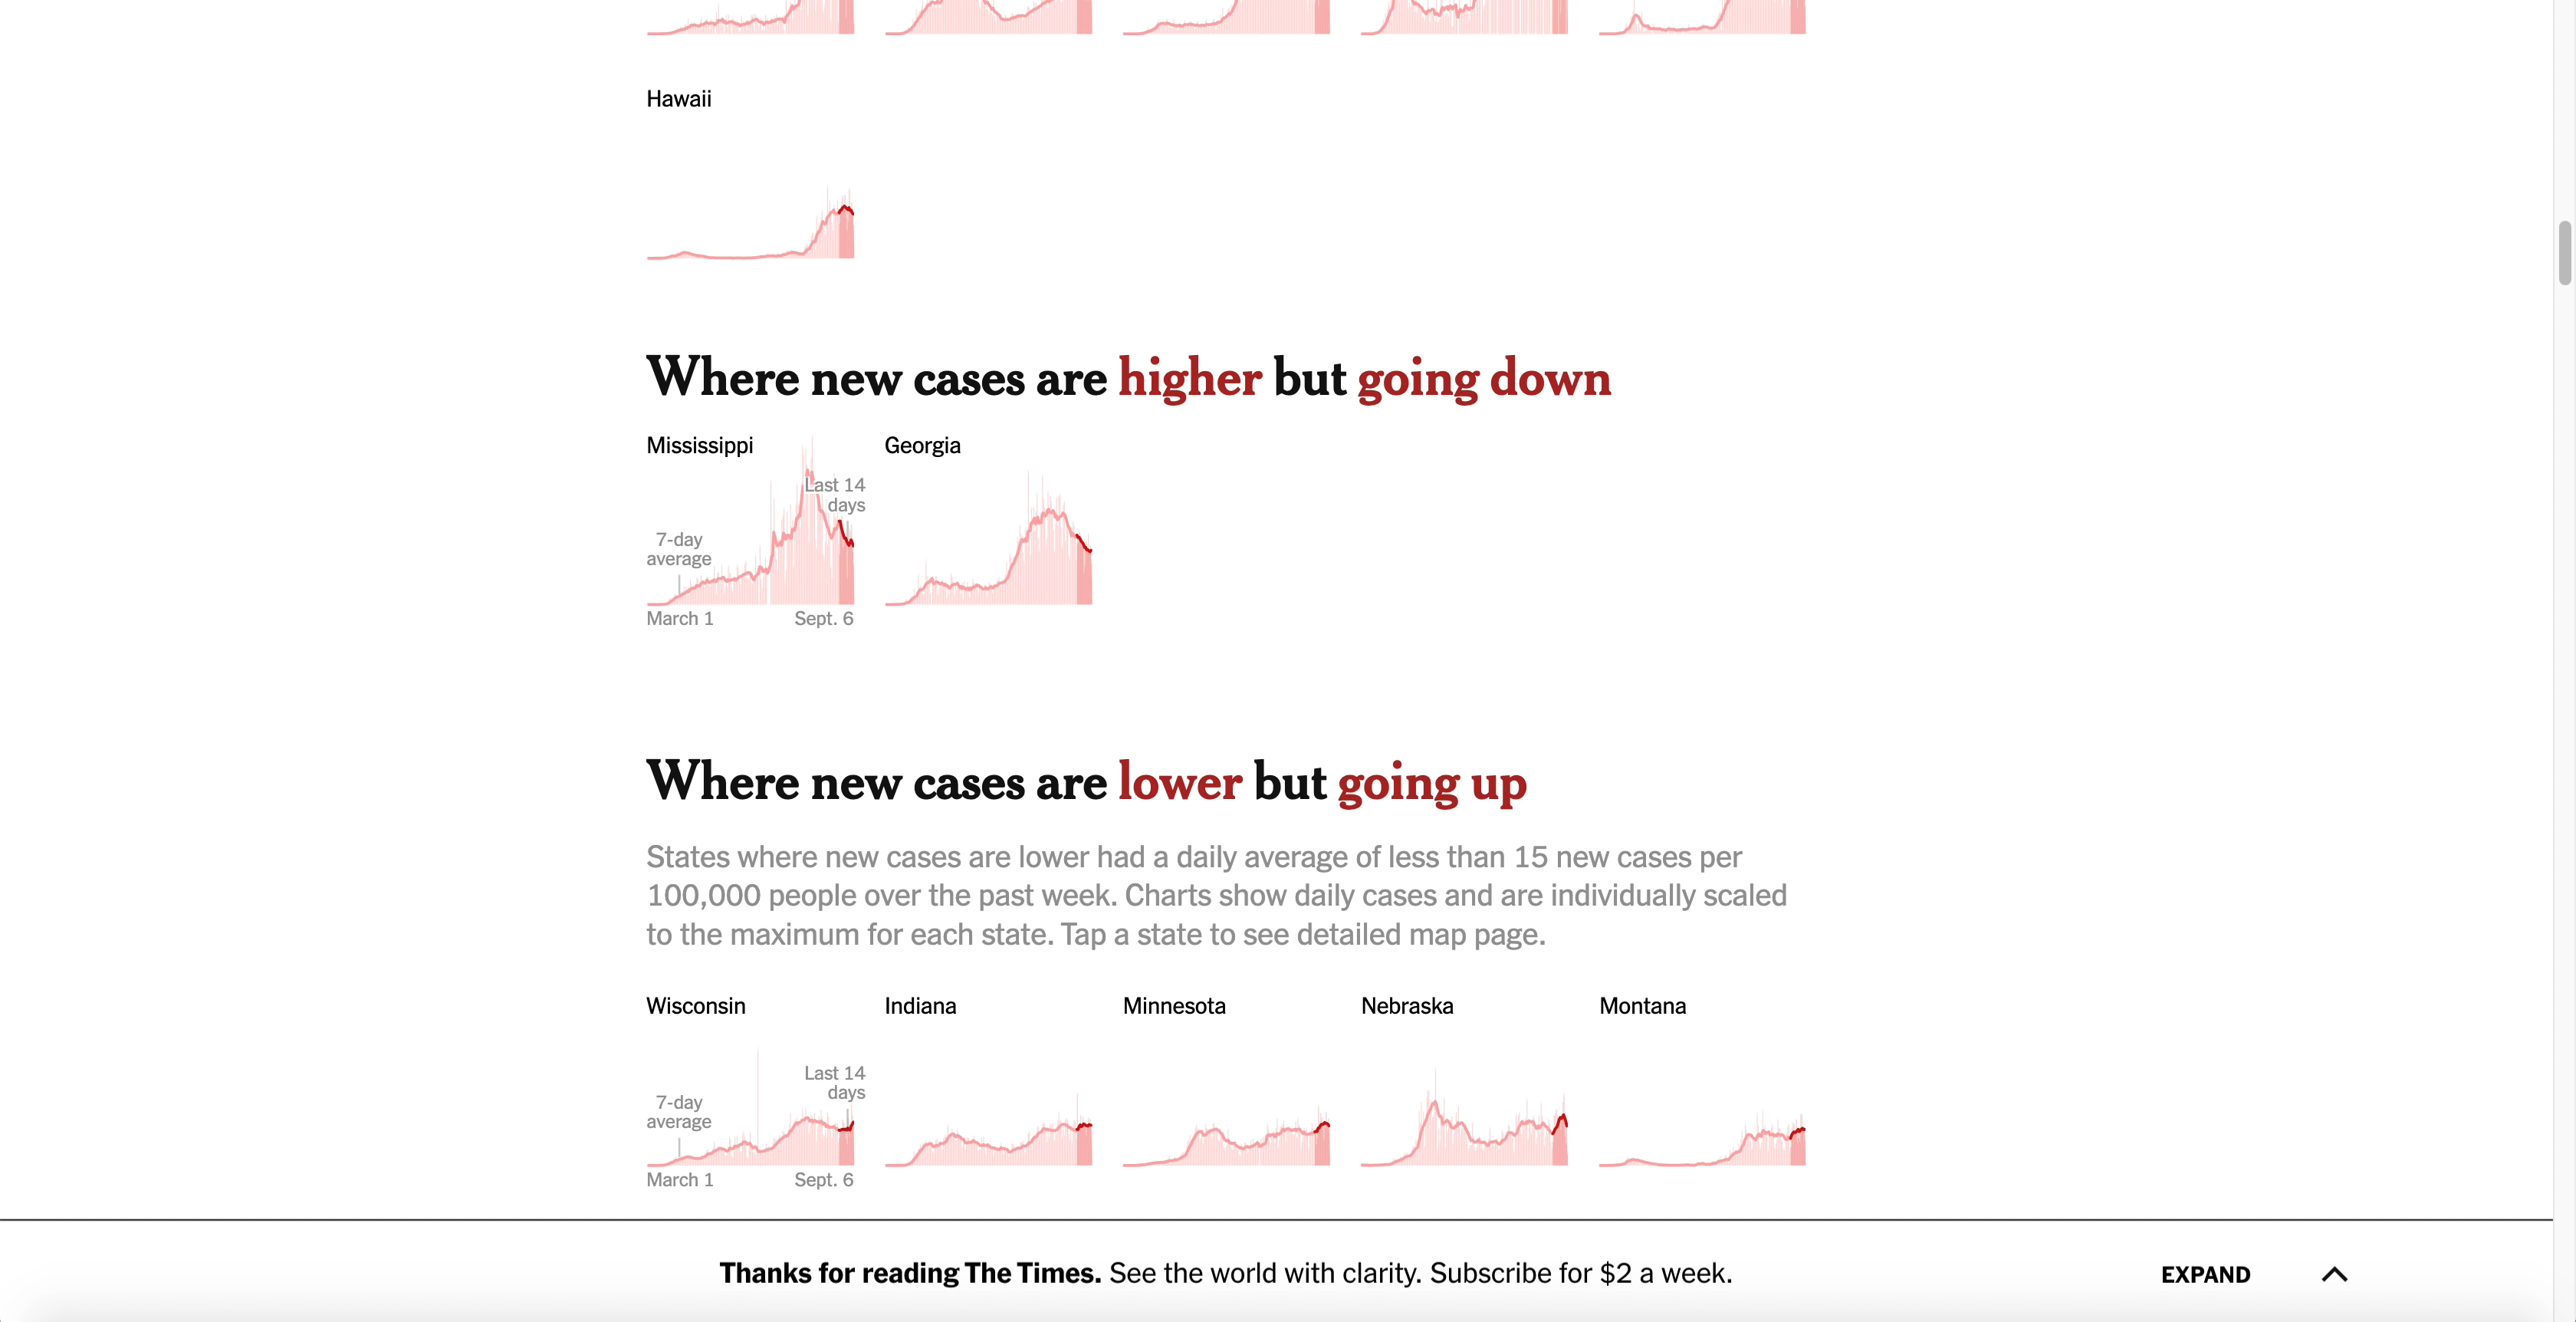 Hawaii
Where new cases are higher but going down
Mississippi
Georgia
Last 14
days
7-day
average
March 1
Sept. 6
Where new cases are lower but going up
States where new cases are lower had a daily average of less than 15 new cases per
100,000 people over the past week. Charts show daily cases and are individually scaled
to the maximum for each state. Tap a state to see detailed map page.
Wisconsin
Indiana
Minnesota
Nebraska
Montana
Last 14
days
7-day
average
March 1
Sept. 6
Thanks for reading The Times. See the world with clarity. Subscribe for $2 a week.
EXPAND